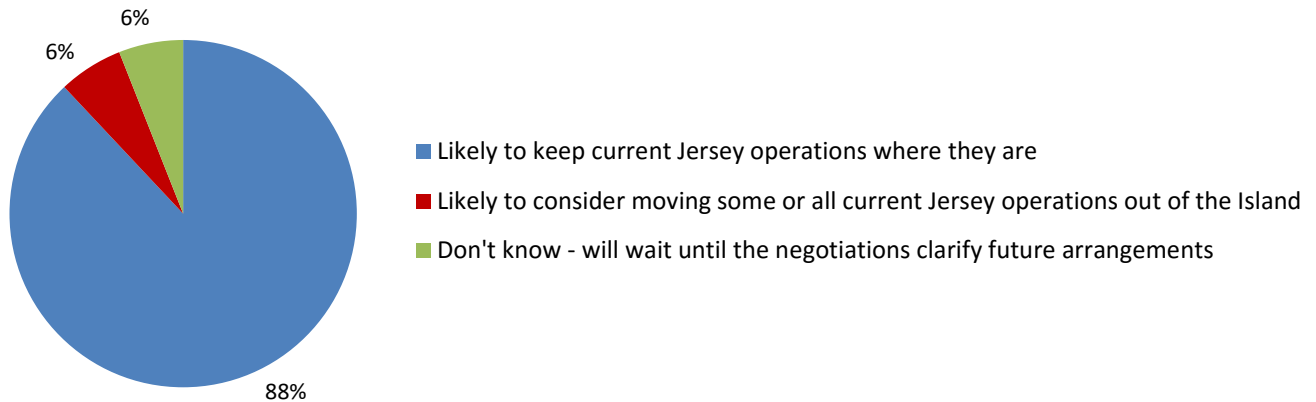 6%
6%
88%
Likely to keep current Jersey operations where they are
Likely to consider moving some or all current Jersey operations out of the Island
Don't know - will wait until the negotiations clarify future arrangements